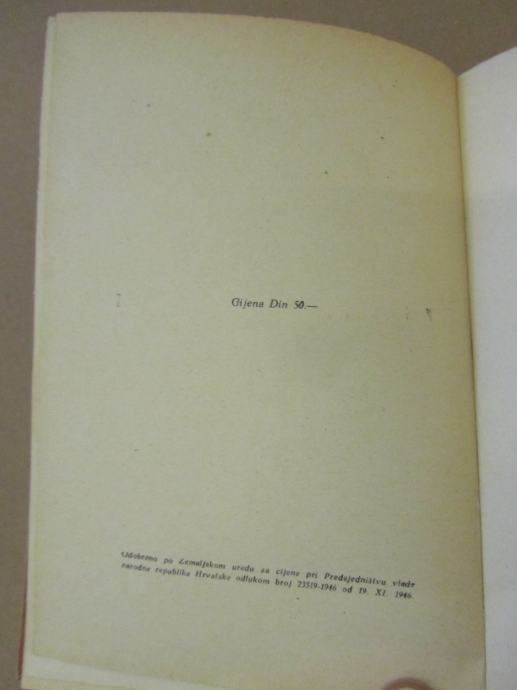 Cijena Din 50.—
Odobreno po Zemaljskom uredu za cijene pri Predsjedništvu vlade
narodne republike Hrvatske odlukom broj 23519-1946 od 19. XI. 1946.